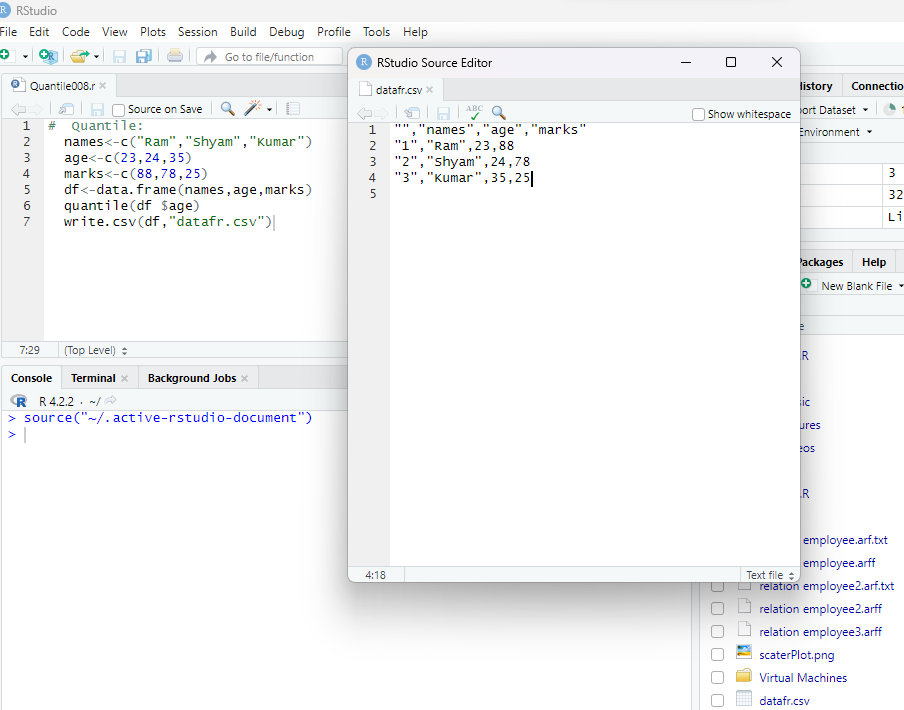 RStudio
File Edit Code View Plots Session Build Debug Profile Tools Help
Go to file/function
Quantile008.r
Source on Save
1 # Quantile:
2 names<-c("Ram","Shyam","Kumar")
3 age<-c(23,24,35)
4 marks<-c(88,78,25)
5 df<-data.frame(names,age,marks)
6 quantile(df $age)
7 write.csv(df,"datafr.csv")
7:29 (Top Level)
Console Terminal Background Jobs
R 4.2.2 · ~/
> source("~/.active-rstudio-document")
>
RStudio Source Editor
datafr.csv
ABC
Show whitespace
1 "","names","age","marks"
2 "1","Ram",23,88
3 "2","Shyam",24,78
4 "3","Kumar",35,25
5
4:18 Text file
History Connectio
port Dataset
Environment
3
32
Li
Packages Help
New Blank File
e
R
ic
ures
eos
.R
employee.arf.txt
employee.arff
relation employee2.arf.txt
relation employee2.arff
relation employee3.arff
scaterPlot.png
Virtual Machines
datafr.csv